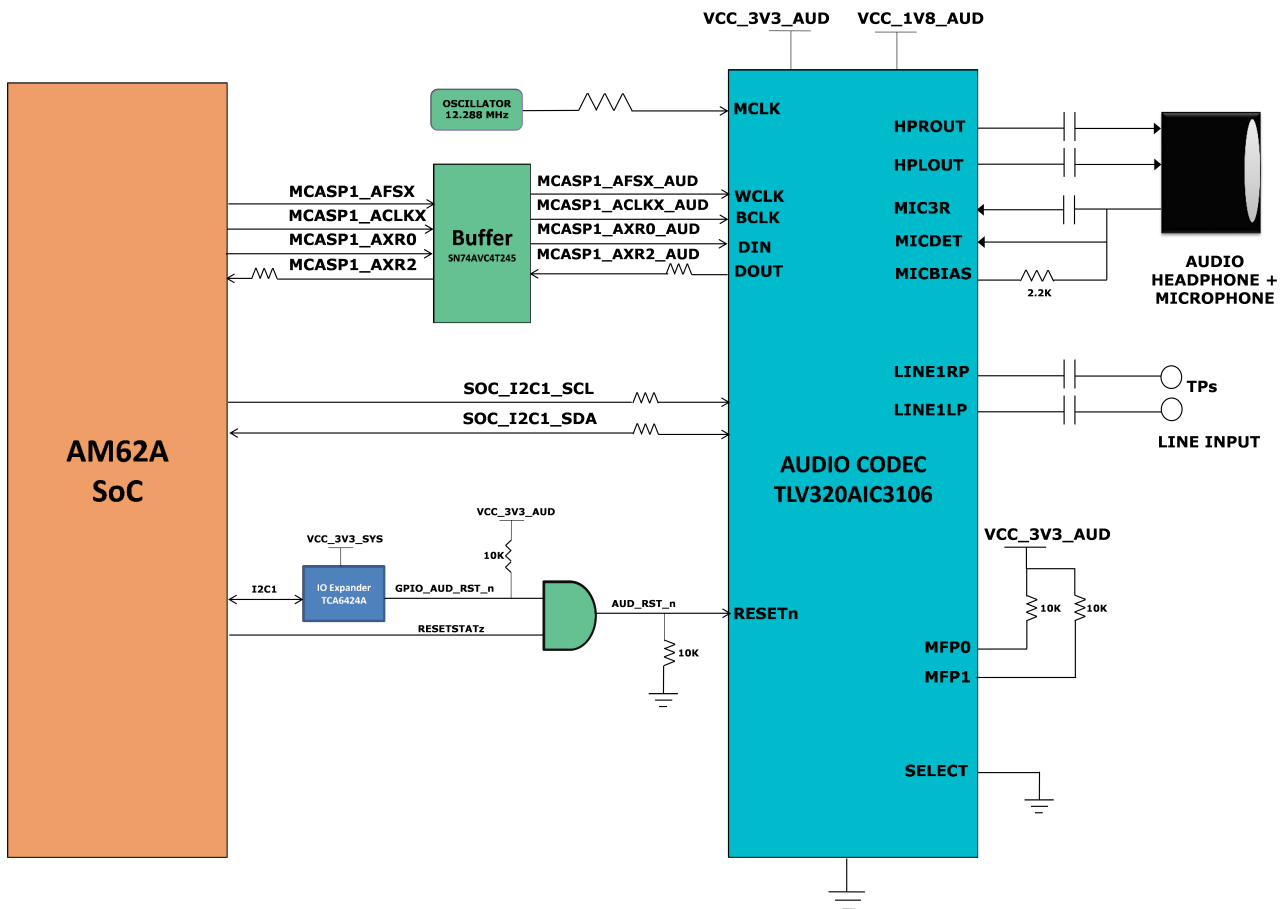 VCC_3V3_AUD
VCC_1V8_AUD
OSCILLATOR
12.288 MHz
MCLK
HPROUT
HPLOUT
MCASP1_AFSX
MCASP1_ACLKX
MCASP1_AXR0
MCASP1_AXR2
Buffer
SN74AVC4T245
MCASP1_AFSX_AUD
MCASP1_ACLKX_AUD
MCASP1_AXR0_AUD
MCASP1_AXR2_AUD
WCLK
BCLK
DIN
DOUT
MIC3R
MICDET
MICBIAS
2.2K
AUDIO
HEADPHONE +
MICROPHONE
LINE1RP
LINE1LP
TPs
LINE INPUT
SOC_I2C1_SCL
SOC_I2C1_SDA
AM62A
SoC
AUDIO CODEC
TLV320AIC3106
VCC_3V3_SYS
VCC_3V3_AUD
10K
I2C1
IO Expander
TCA6424A
GPIO_AUD_RST_n
RESETSTATz
AUD_RST_n
10K
RESETn
VCC_3V3_AUD
10K
10K
MFP0
MFP1
SELECT